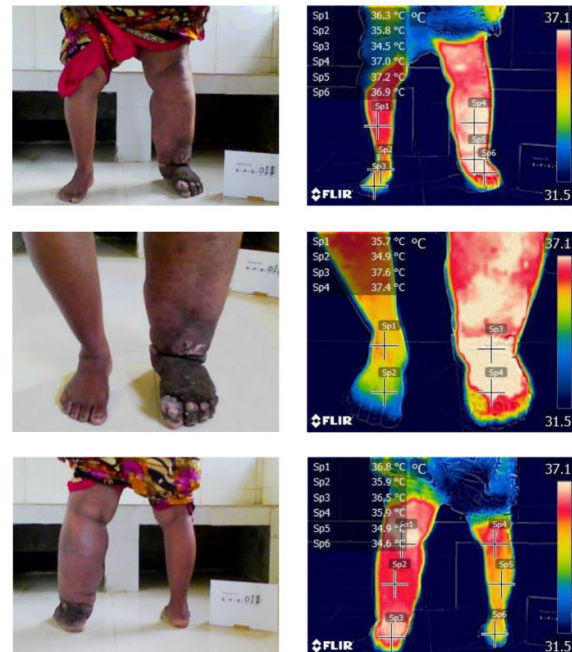 Sp1 36.3 °C °C 37.1
Sp2 35.8 °C
Sp3 34.5 °C
Sp4 37.0 °C
Sp5 37.2 °C
Sp6 36.9 °C
Sp1
Sp4
Sp2
Sp5
Sp3
Sp6
FLIR 31.5
Sp1 35.7 °C °C 37.1
Sp2 34.9 °C
Sp3 37.6 °C
Sp4 37.4 °C
Sp1
Sp3
Sp2
Sp4
FLIR 31.5
Sp1 36.8 °C °C 37.1
Sp2 35.9 °C
Sp3 36.5 °C
Sp4 35.9 °C
Sp5 34.9 °C
Sp6 34.6 °C
Sp1
Sp4
Sp2
Sp5
Sp3
Sp6
FLIR 31.5